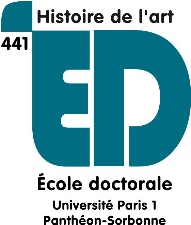 Histoire de l'art
441
ED
École doctorale
Université Paris 1
Panthéon-Sorbonne